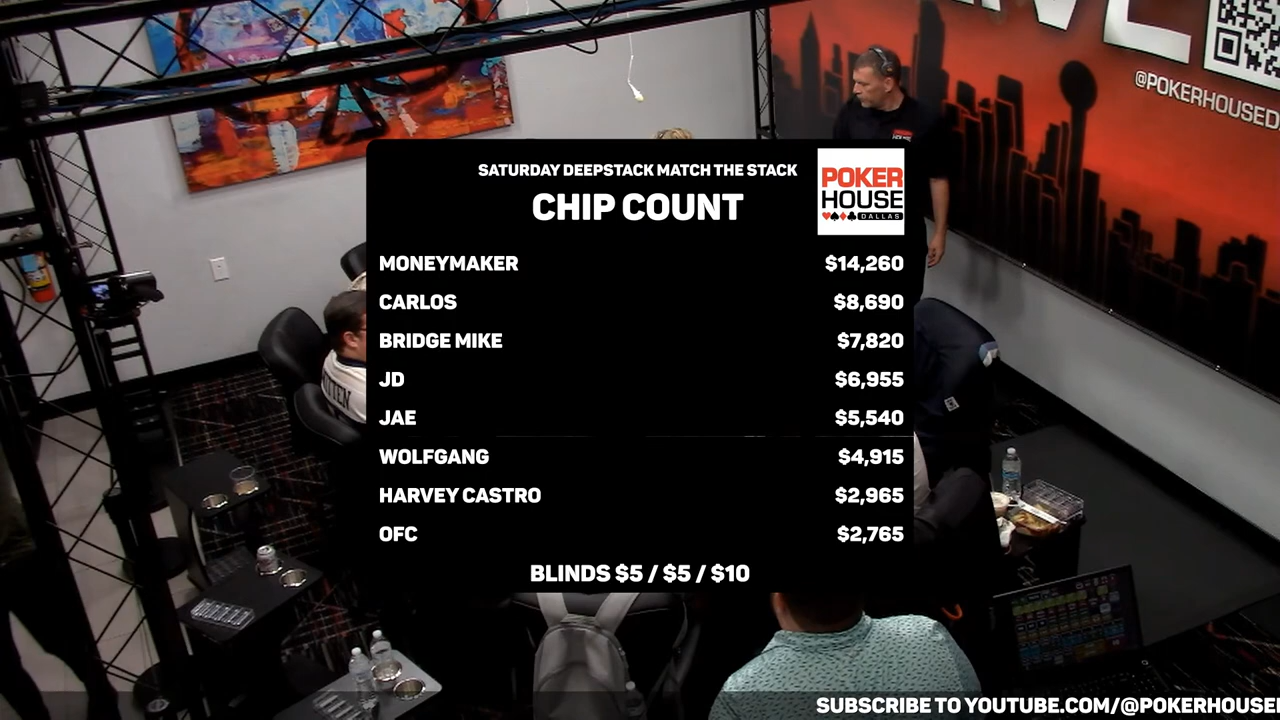 @POKERHOUSED
SATURDAY DEEPSTACK MATCH THE STACK
CHIP COUNT
POKER
HOUSE
DALLAS
MONEYMAKER $14,260
CARLOS $8,690
BRIDGE MIKE $7,820
JD $6,955
JAE $5,540
WOLFGANG $4,915
HARVEY CASTRO $2,965
OFC $2,765
BLINDS $5 / $5 / $10
SUBSCRIBE TO YOUTUBE.COM/@POKERHOUSE